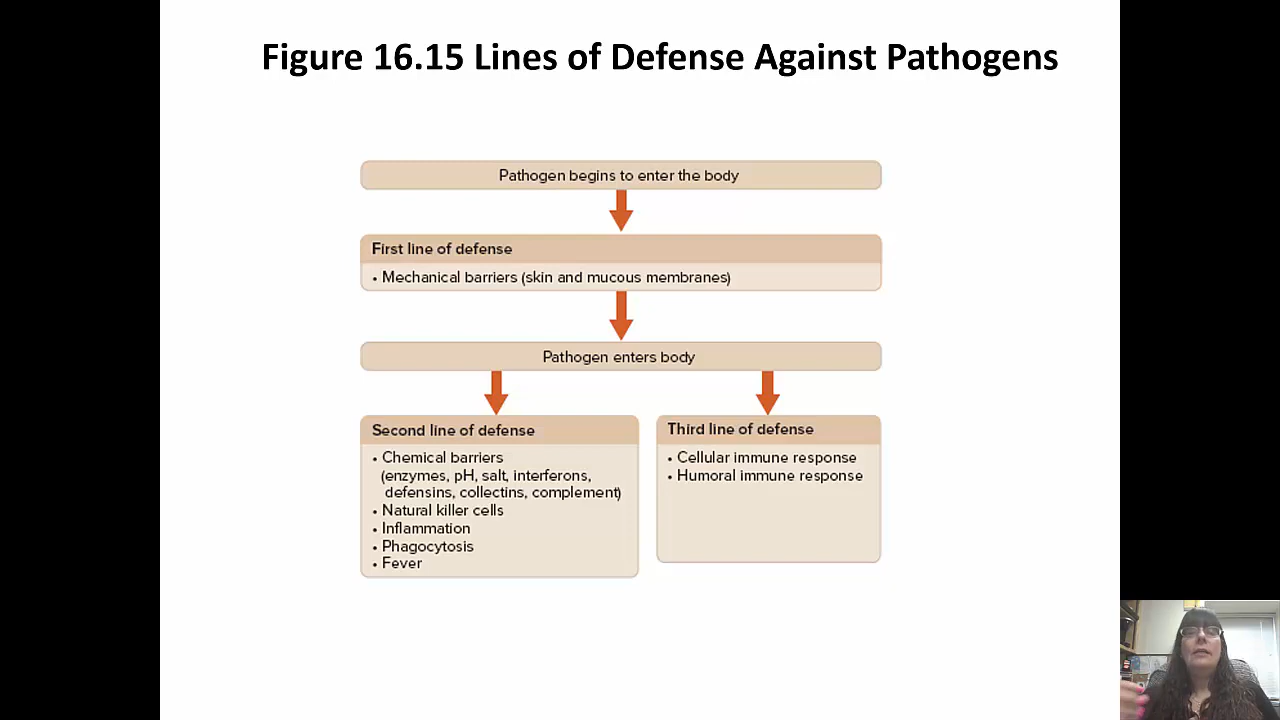 Figure 16.15 Lines of Defense Against Pathogens
Pathogen begins to enter the body
First line of defense
• Mechanical barriers (skin and mucous membranes)
Pathogen enters body
Second line of defense
• Chemical barriers
(enzymes, pH, salt, interferons,
defensins, collectins, complement)
• Natural killer cells
• Inflammation
• Phagocytosis
• Fever
Third line of defense
• Cellular immune response
• Humoral immune response